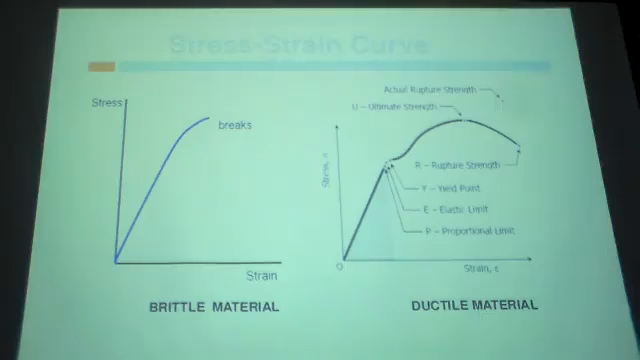 Stress-Strain Curve
Stress
breaks
Strain
BRITTLE MATERIAL
Actual Rupture Strength
U - Ultimate Strength
Stress,
R - Rupture Strength
Y - Yield Point
E - Elastic Limit
P - Proportional Limit
O
Strain, ε
DUCTILE MATERIAL